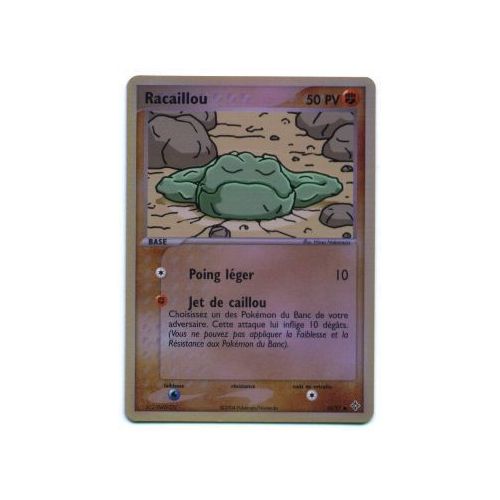 Racaillou
50 PV
BASE
Poing léger 10
Jet de caillou
Choisissez un des Pokémon du Banc de votre
adversaire. Cette attaque lui inflige 10 dégâts.
(Vous ne pouvez pas appliquer la Faiblesse et la
Résistance aux Pokémon du Banc).
faiblesse résistance coût de retraite